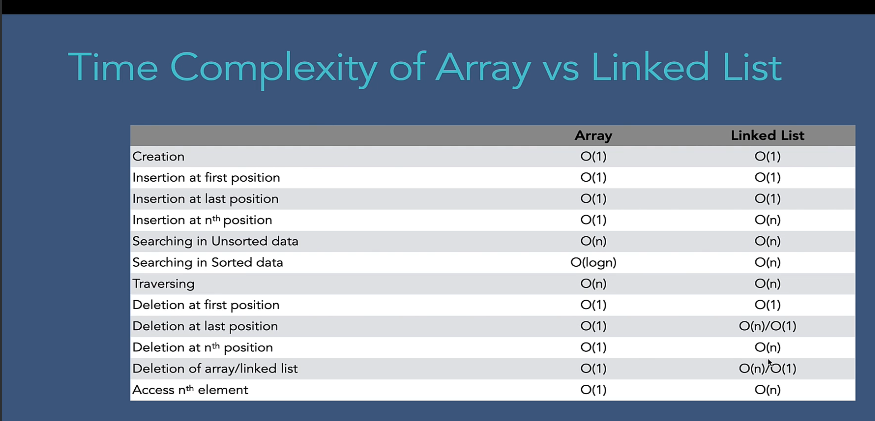 Time Complexity of Array vs Linked List
Array Linked List
Creation O(1) O(1)
Insertion at first position O(1) O(1)
Insertion at last position O(1) O(1)
Insertion at nth position O(1) O(n)
Searching in Unsorted data O(n) O(n)
Searching in Sorted data O(logn) O(n)
Traversing O(n) O(n)
Deletion at first position O(1) O(1)
Deletion at last position O(1) O(n)/O(1)
Deletion at nth position O(1) O(n)
Deletion of array/linked list O(1) O(n)/O(1)
Access nth element O(1) O(n)